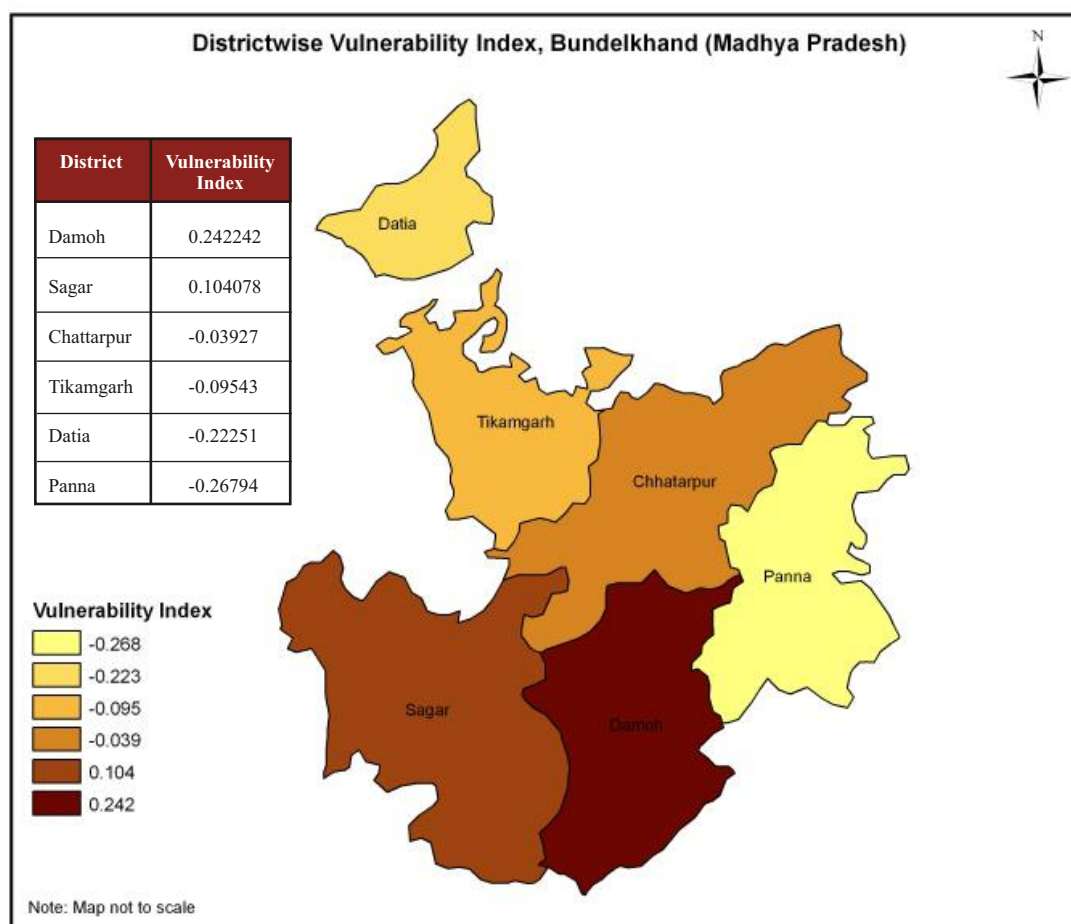 Districtwise Vulnerability Index, Bundelkhand (Madhya Pradesh)
N
District Vulnerability
Index
Damoh 0.242242
Sagar 0.104078
Chattarpur -0.03927
Tikamgarh -0.09543
Datia -0.22251
Panna -0.26794
Datia
Tikamgarh
Chhatarpur
Panna
Sagar
Damoh
Vulnerability Index
-0.268
-0.223
-0.095
-0.039
0.104
0.242
Note: Map not to scale